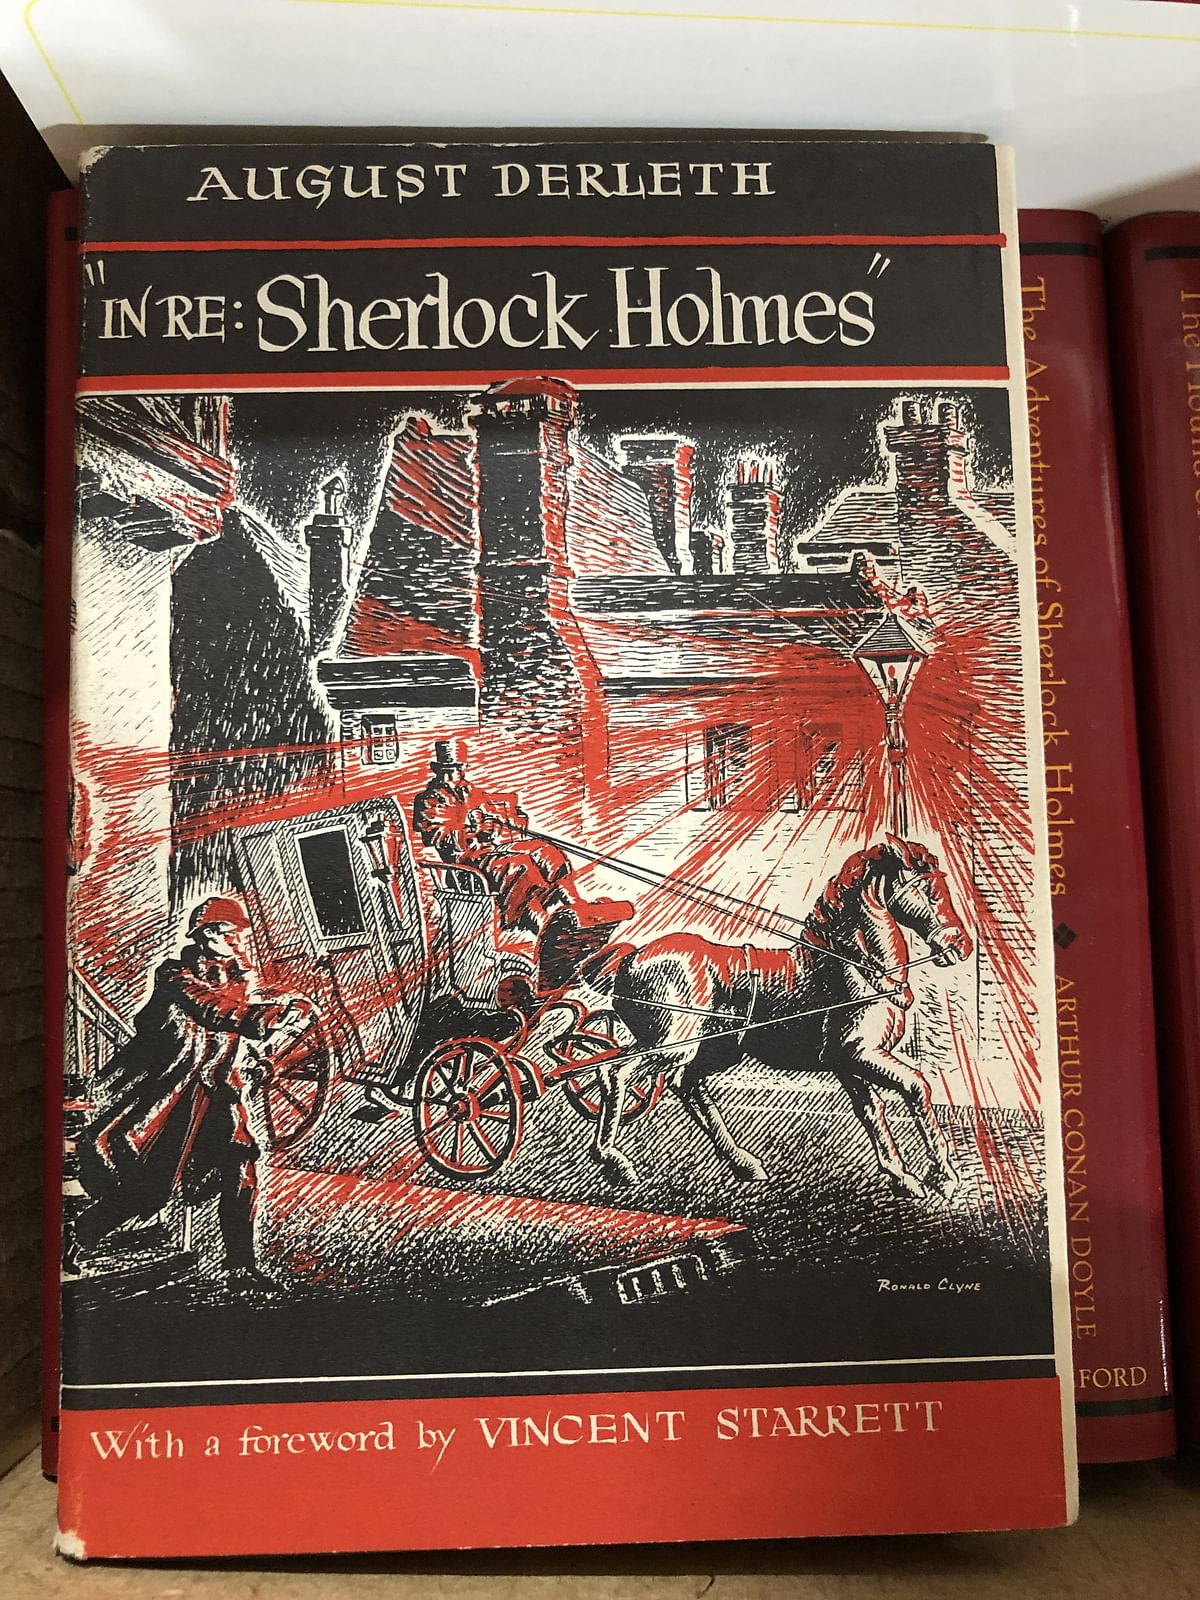 AUGUST DERLETH
"IN RE: Sherlock Holmes"
RONALD CLYNE
With a foreword by VINCENT STARRETT
The Adventures of Sherlock Holmes ❖ ARTHUR CONAN DOYLE
FORD
The